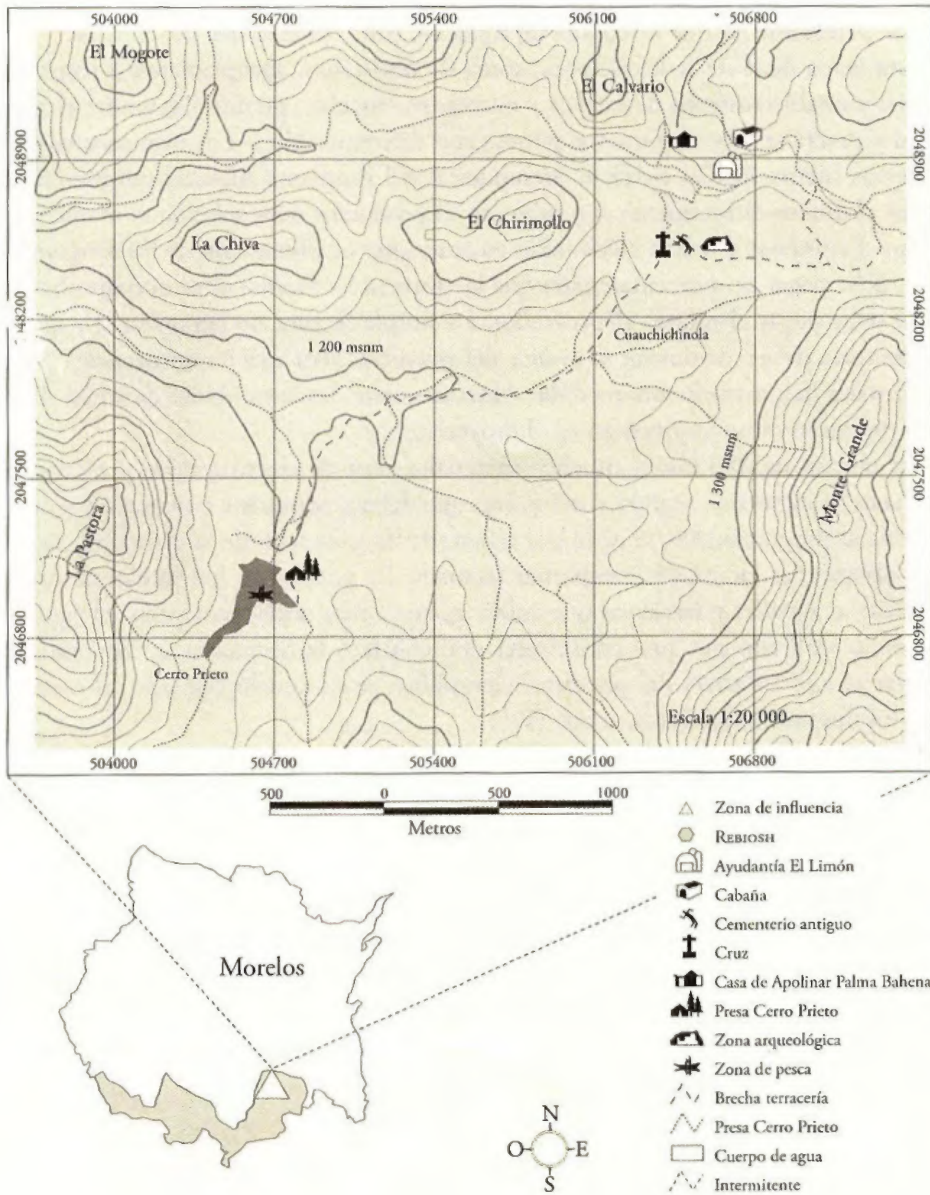 504000 504700 505400 506100 506800
El Mogote
El Calvario
2048900 2048900
El Chirimollo
La Chiva
2048200 2048200
Cuauchichinola
1 200 msnm
2047500 2047500
1 300 msnm
Monte Grande
La Pastora
2046800 2046800
Cerro Prieto
Escala 1:20 000
504000 504700 505400 506100 506800
500 0 500 1000
Metros
Zona de influencia
REBIOSH
Ayudantía El Limón
Cabaña
Cementerio antiguo
Cruz
Casa de Apolinar Palma Bahena
Presa Cerro Prieto
Zona arqueológica
Zona de pesca
Brecha terracería
Presa Cerro Prieto
Cuerpo de agua
Intermitente
Morelos
N
O E
S